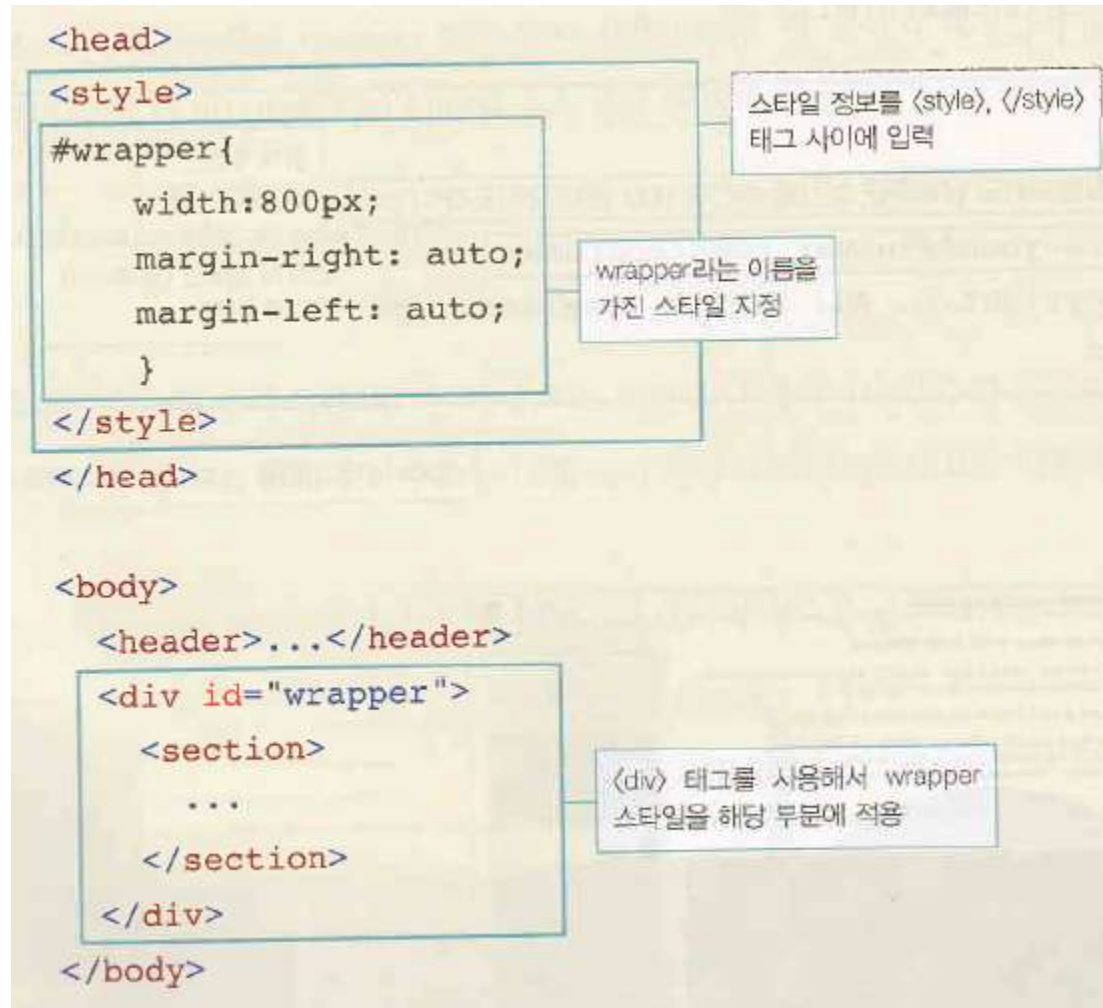 <head>
<style>
스타일 정보를 〈style〉, 〈/style〉
태그 사이에 입력
#wrapper{
width:800px;
margin-right: auto;
margin-left: auto;
}
wrapper라는 이름을
가진 스타일 지정
</style>
</head>
<body>
<header>...</header>
<div id="wrapper">
<section>
...
</section>
</div>
〈div〉 태그를 사용해서 wrapper
스타일을 해당 부분에 적용
</body>